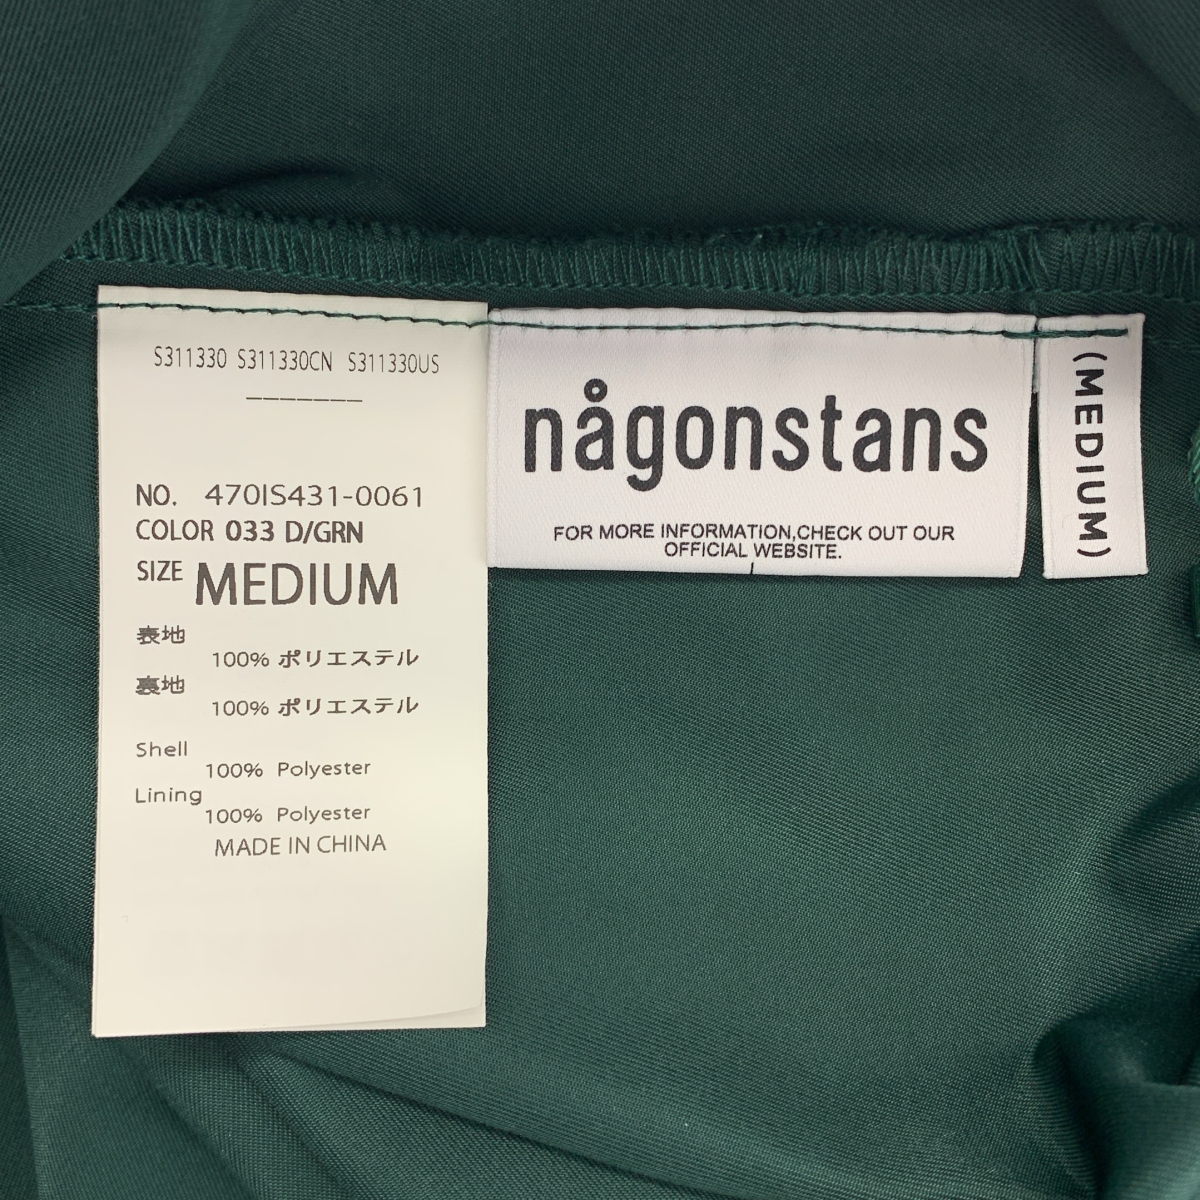 S311330 S311330CN S311330US
-------
NO. 470IS431-0061
COLOR 033 D/GRN
SIZE MEDIUM
表地
100% ポリエステル
裏地
100% ポリエステル
Shell
100% Polyester
Lining
100% Polyester
MADE IN CHINA
någonstans
FOR MORE INFORMATION,CHECK OUT OUR
OFFICIAL WEBSITE.
(MEDIUM)